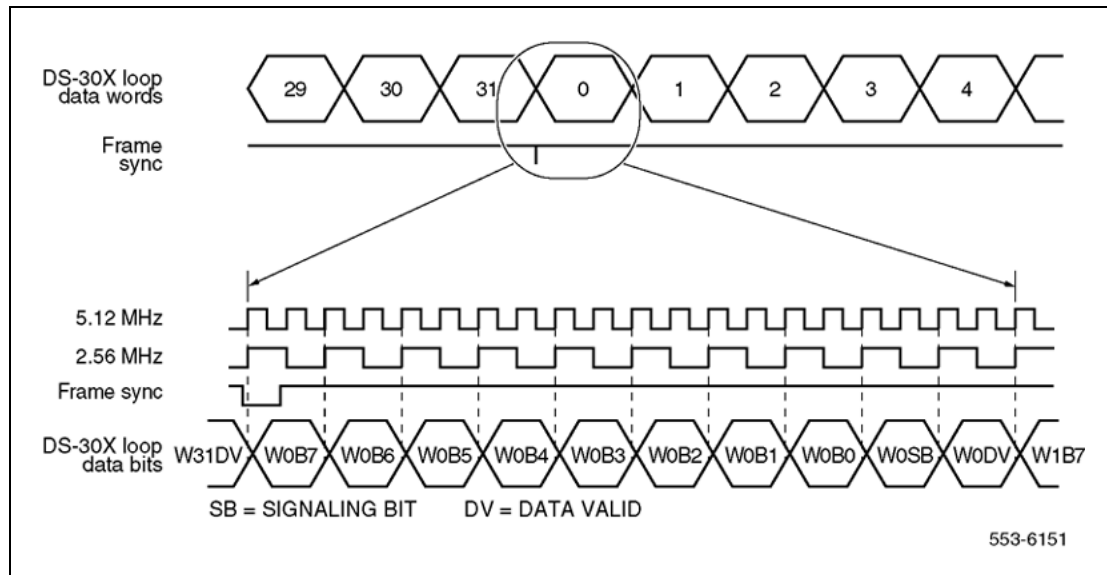 DS-30X loop
data words
29 30 31 0 1 2 3 4
Frame
sync
5.12 MHz
2.56 MHz
Frame sync
DS-30X loop
data bits
W31DV W0B7 W0B6 W0B5 W0B4 W0B3 W0B2 W0B1 W0B0 W0SB W0DV W1B7
SB = SIGNALING BIT DV = DATA VALID
553-6151